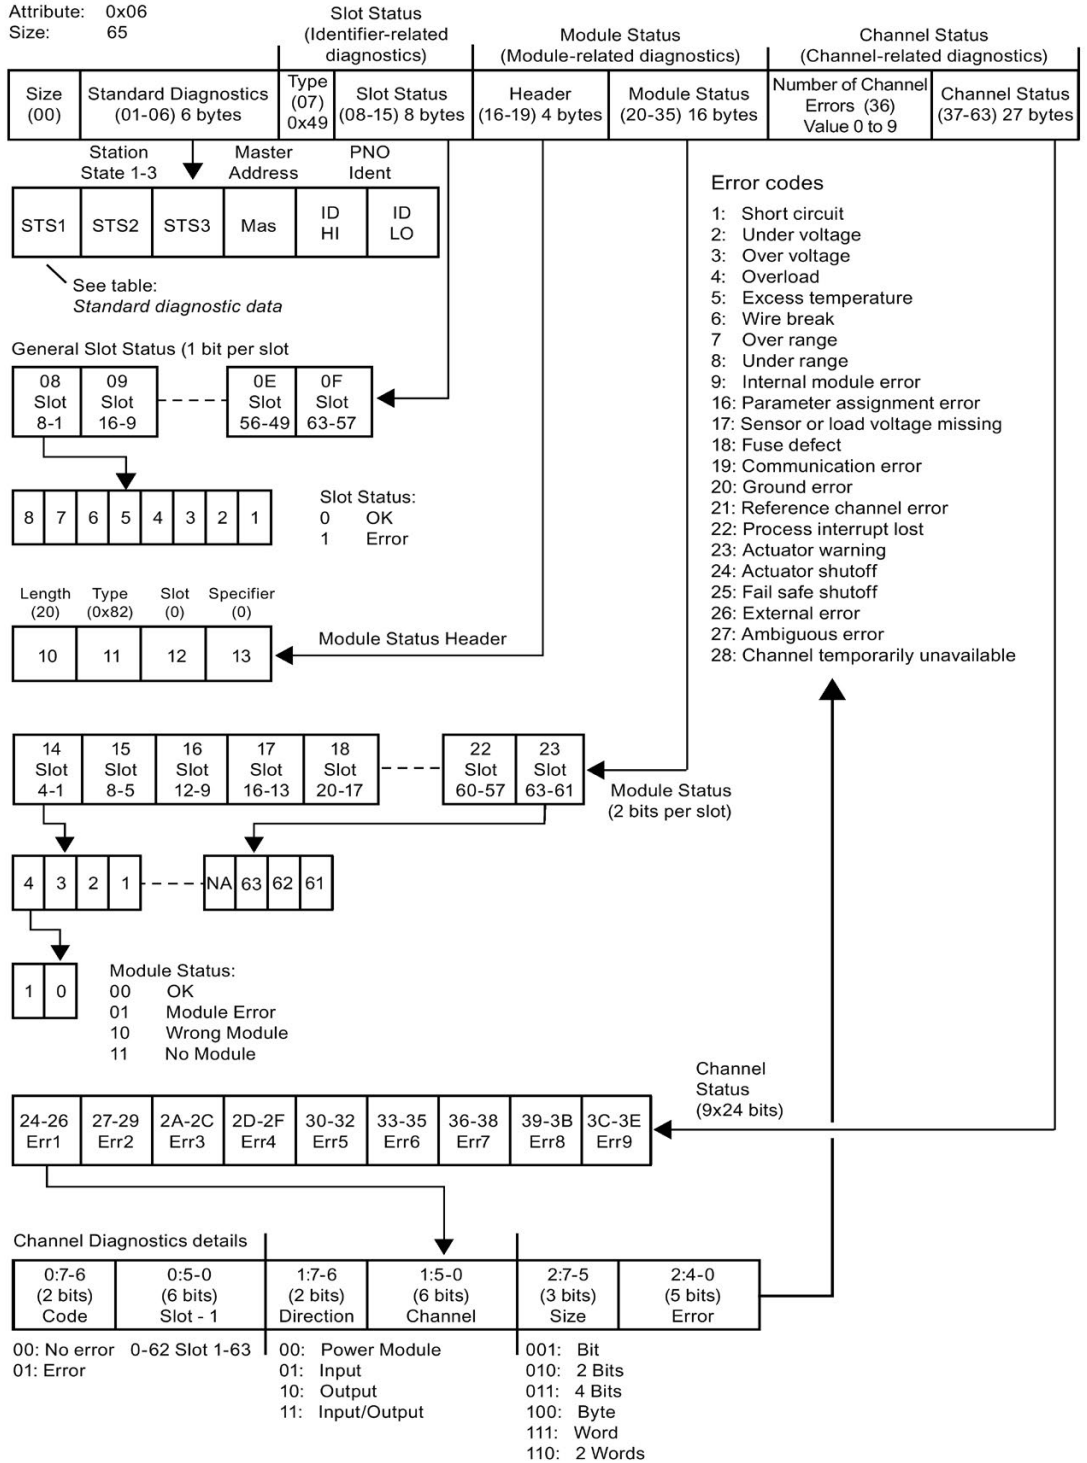 Attribute: 0x06
Size: 65
Slot Status
(Identifier-related
diagnostics)
Module Status
(Module-related diagnostics)
Channel Status
(Channel-related diagnostics)
Size
(00)
Standard Diagnostics
(01-06) 6 bytes
Type
(07)
0x49
Slot Status
(08-15) 8 bytes
Header
(16-19) 4 bytes
Module Status
(20-35) 16 bytes
Number of Channel
Errors (36)
Value 0 to 9
Channel Status
(37-63) 27 bytes
Station
State 1-3
Master
Address
PNO
Ident
STS1
STS2
STS3
Mas
ID
HI
ID
LO
See table:
Standard diagnostic data
Error codes
1: Short circuit
2: Under voltage
3: Over voltage
4: Overload
5: Excess temperature
6: Wire break
7 Over range
8: Under range
9: Internal module error
16: Parameter assignment error
17: Sensor or load voltage missing
18: Fuse defect
19: Communication error
20: Ground error
21: Reference channel error
22: Process interrupt lost
23: Actuator warning
24: Actuator shutoff
25: Fail safe shutoff
26: External error
27: Ambiguous error
28: Channel temporarily unavailable
General Slot Status (1 bit per slot
08
Slot
8-1
09
Slot
16-9
0E
Slot
56-49
0F
Slot
63-57
8 7 6 5 4 3 2 1
Slot Status:
0 OK
1 Error
Length
(20)
Type
(0x82)
Slot
(0)
Specifier
(0)
10
11
12
13
Module Status Header
14
Slot
4-1
15
Slot
8-5
16
Slot
12-9
17
Slot
16-13
18
Slot
20-17
22
Slot
60-57
23
Slot
63-61
Module Status
(2 bits per slot)
4 3 2 1
NA 63 62 61
1 0
Module Status:
00 OK
01 Module Error
10 Wrong Module
11 No Module
Channel
Status
(9x24 bits)
24-26
Err1
27-29
Err2
2A-2C
Err3
2D-2F
Err4
30-32
Err5
33-35
Err6
36-38
Err7
39-3B
Err8
3C-3E
Err9
Channel Diagnostics details
0:7-6
(2 bits)
Code
0:5-0
(6 bits)
Slot - 1
1:7-6
(2 bits)
Direction
1:5-0
(6 bits)
Channel
2:7-5
(3 bits)
Size
2:4-0
(5 bits)
Error
00: No error
01: Error
0-62 Slot 1-63
00: Power Module
01: Input
10: Output
11: Input/Output
001: Bit
010: 2 Bits
011: 4 Bits
100: Byte
111: Word
110: 2 Words